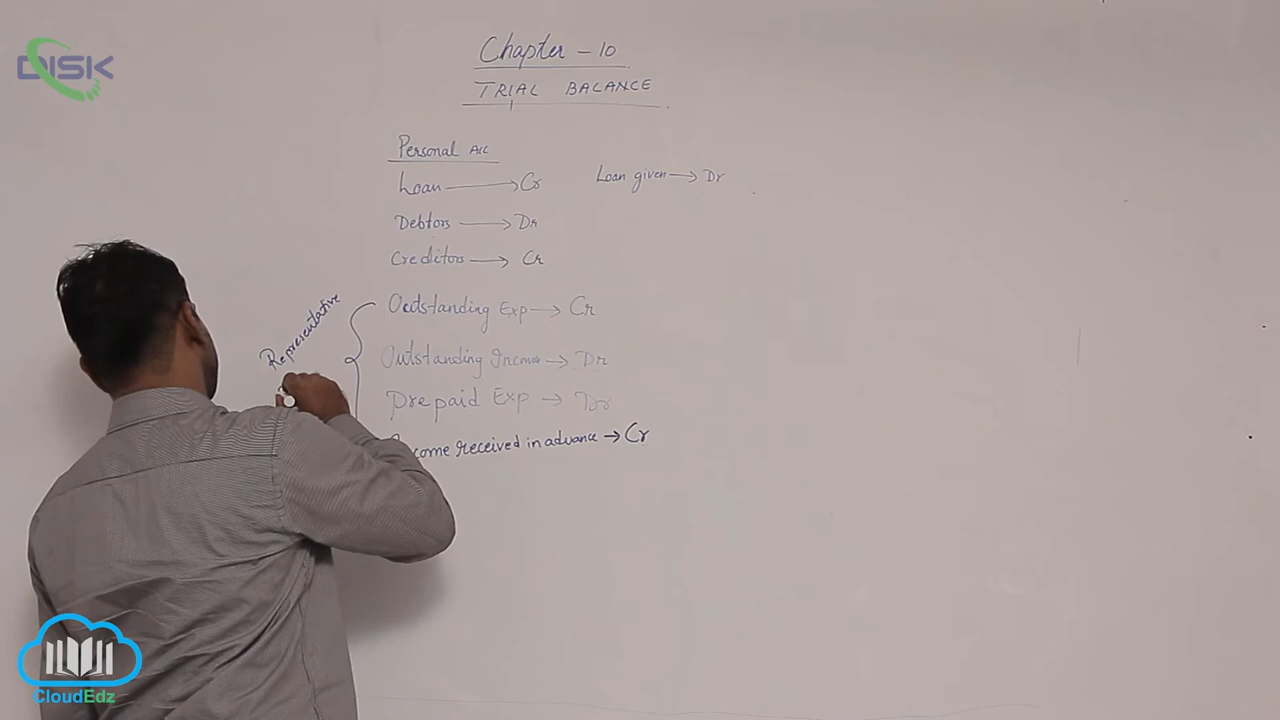 DISK
Chapter - 10
TRIAL BALANCE
Personal A/C
Loan → Cr Loan given → Dr
Debtors → Dr
Creditors → Cr
Representative
Outstanding Exp → Cr
Outstanding Income → Dr
Prepaid Exp → Dr
come received in advance → Cr
CloudEdz